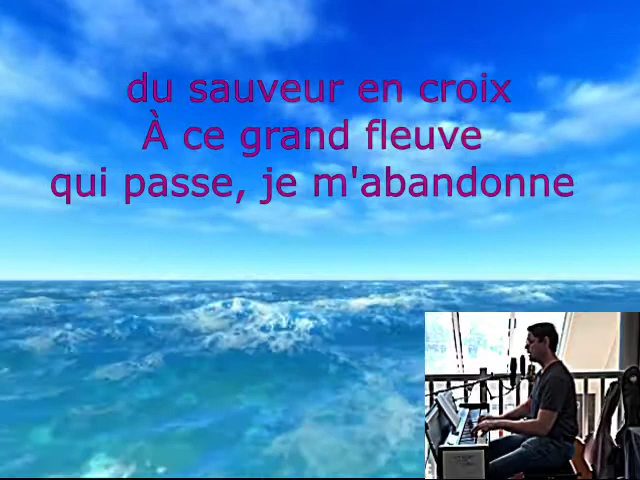 du sauveur en croix
À ce grand fleuve
qui passe, je m'abandonne